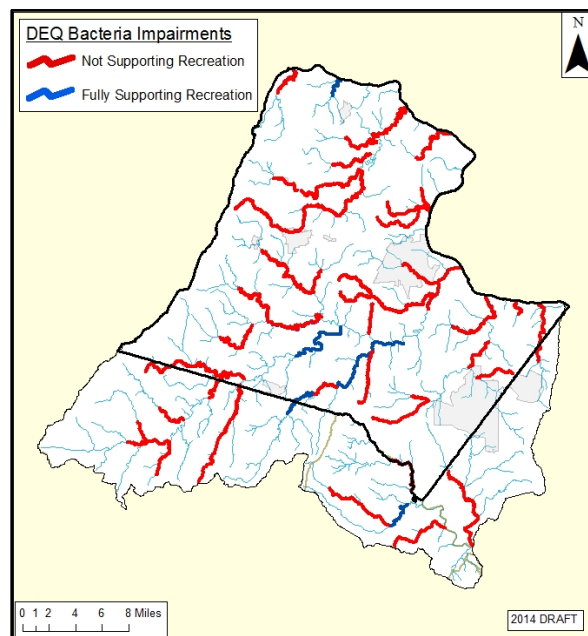 DEQ Bacteria Impairments
Not Supporting Recreation
Fully Supporting Recreation
N
0 1 2 4 6 8 Miles
2014 DRAFT